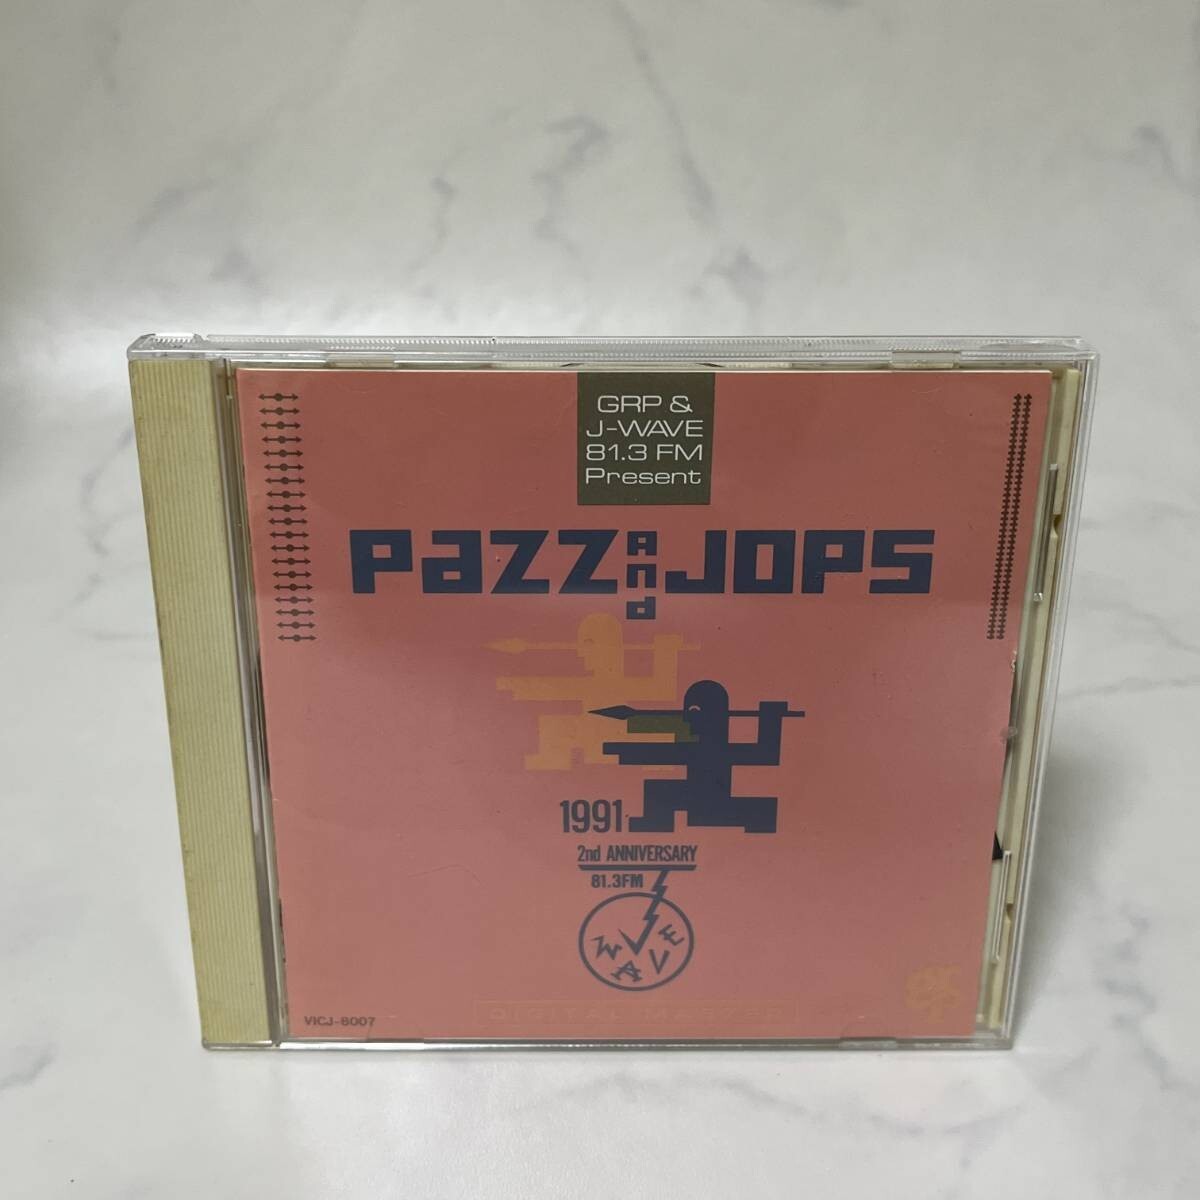 GRP &
J-WAVE
81.3 FM
Present
PAZZ AND JOPS
1991
2nd ANNIVERSARY
81.3FM
WAVE
VICJ-8007
DIGITAL MASTER